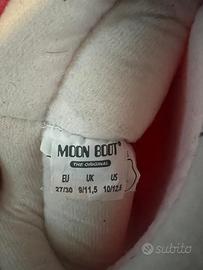 MOON BOOT®
THE ORIGINAL
EU UK US
27/30 9/11,5 10/12,5
subito